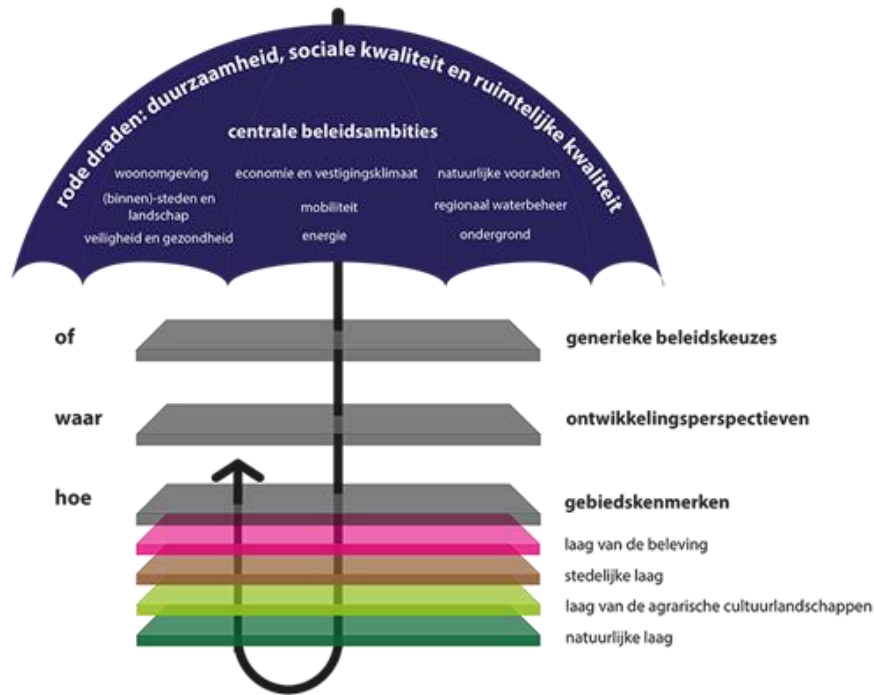 rode draden: duurzaamheid, sociale kwaliteit en ruimtelijke kwaliteit
centrale beleidsambities
woonomgeving
(binnen)-steden en
landschap
veiligheid en gezondheid
economie en vestigingsklimaat
mobiliteit
energie
natuurlijke vooraden
regionaal waterbeheer
ondergrond
of
generieke beleidskeuzes
waar
ontwikkelingsperspectieven
hoe
gebiedskenmerken
laag van de beleving
stedelijke laag
laag van de agrarische cultuurlandschappen
natuurlijke laag